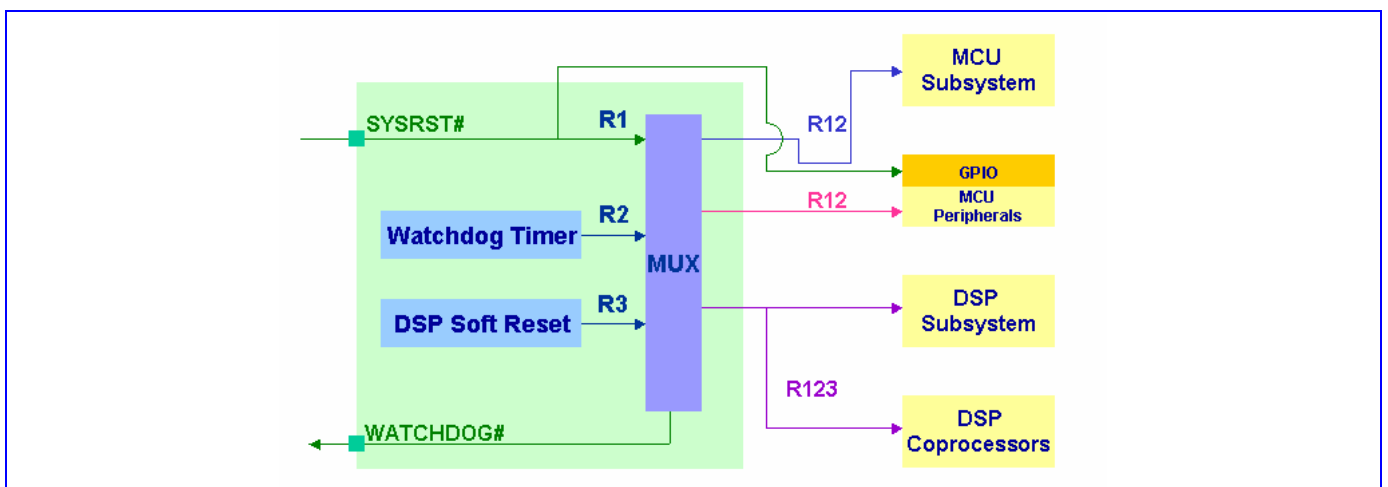 MCU
Subsystem
SYSRST#
R1
R12
GPIO
MCU
Peripherals
R12
R2
Watchdog Timer
MUX
R3
DSP Soft Reset
DSP
Subsystem
R123
DSP
Coprocessors
WATCHDOG#